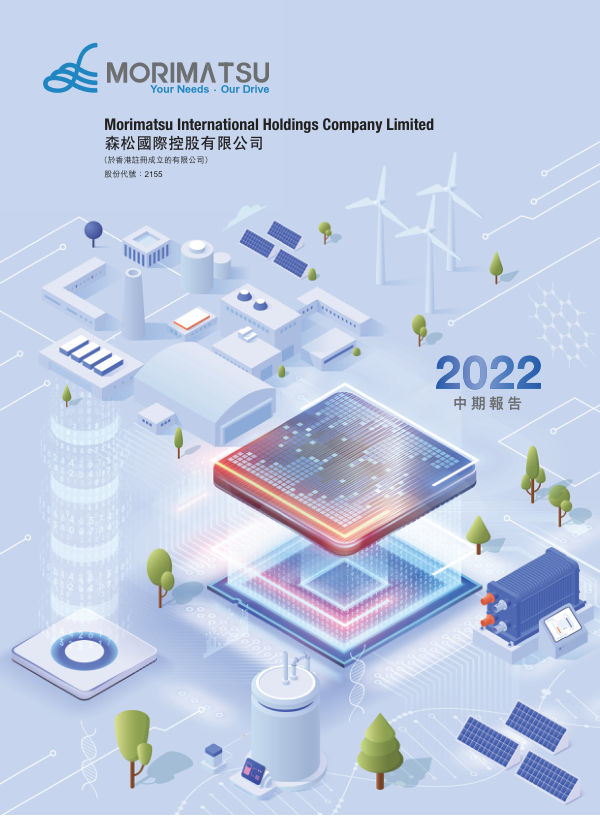 MORIMATSU
Your Needs · Our Drive
Morimatsu International Holdings Company Limited
森松國際控股有限公司
(於香港註冊成立的有限公司)
股份代號：2155
2022
中期報告